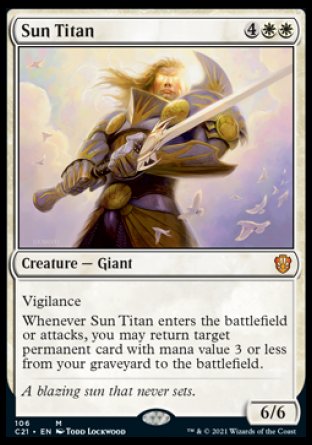 Sun Titan 4
Creature — Giant
Vigilance
Whenever Sun Titan enters the battlefield
or attacks, you may return target
permanent card with mana value 3 or less
from your graveyard to the battlefield.
A blazing sun that never sets.
6/6
106 M
C21 • EN Todd Lockwood
™ & © 2021 Wizards of the Coast